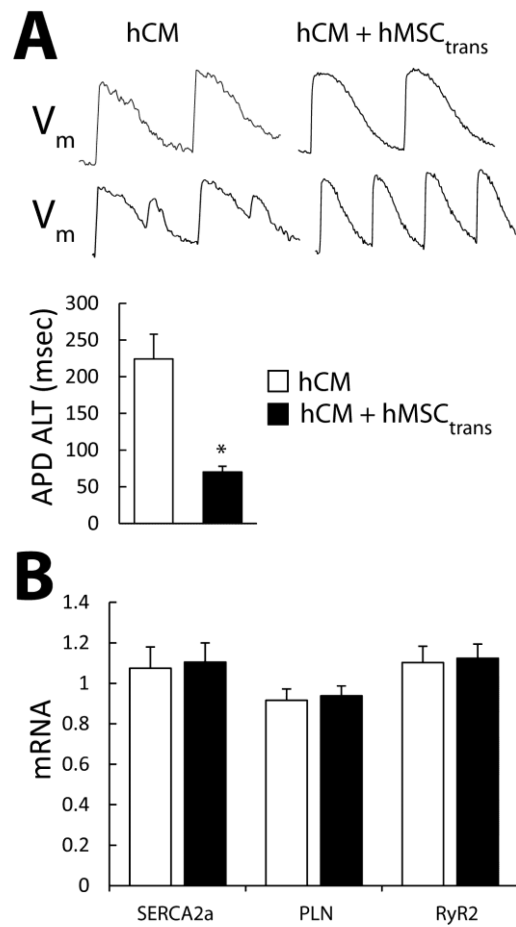 A
hCM hCM + hMSCtrans
Vm
Vm
APD ALT (msec)
300
250
200
150
100
50
0
*
hCM
hCM + hMSCtrans
B
mRNA
1.4
1.2
1
0.8
0.6
0.4
0.2
0
SERCA2a PLN RyR2